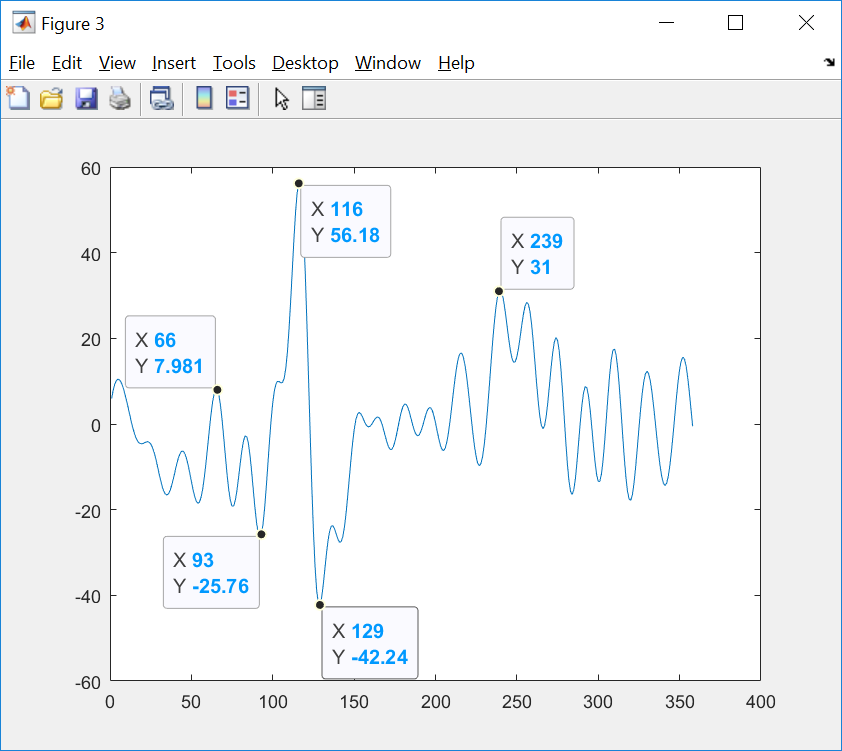 Figure 3
File Edit View Insert Tools Desktop Window Help
60
X 116
Y 56.18
40
X 239
Y 31
20
X 66
Y 7.981
0
-20
X 93
Y -25.76
-40
X 129
Y -42.24
-60
0 50 100 150 200 250 300 350 400